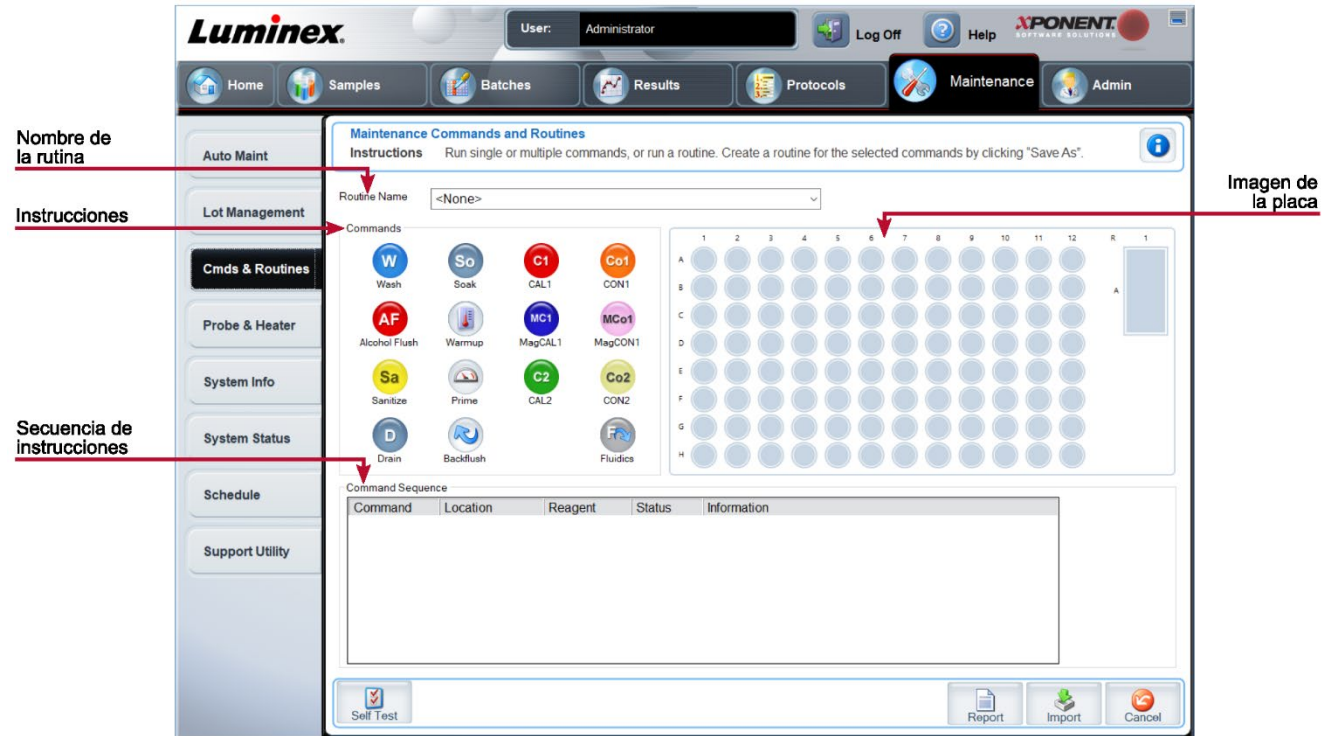 Luminex.
User: Administrator
Log Off
Help
XPONENT.
SOFTWARE SOLUTIONS
Home
Samples
Batches
Results
Protocols
Maintenance
Admin
Nombre de
la rutina
Instrucciones
Secuencia de
instrucciones
Imagen de
la placa
Auto Maint
Lot Management
Cmds & Routines
Probe & Heater
System Info
System Status
Schedule
Support Utility
Maintenance Commands and Routines
Instructions Run single or multiple commands, or run a routine. Create a routine for the selected commands by clicking "Save As".
Routine Name <None>
Commands
W So C1 Co1
Wash Soak CAL1 CON1
AF MC1 MCo1
Alcohol Flush Warmup MagCAL1 MagCON1
Sa C2 Co2
Sanitize Prime CAL2 CON2
D F
Drain Backflush Fluidics
1 2 3 4 5 6 7 8 9 10 11 12 R 1
A
B
C
D
E
F
G
H
A
Command Sequence
Command Location Reagent Status Information
Self Test
Report
Import
Cancel